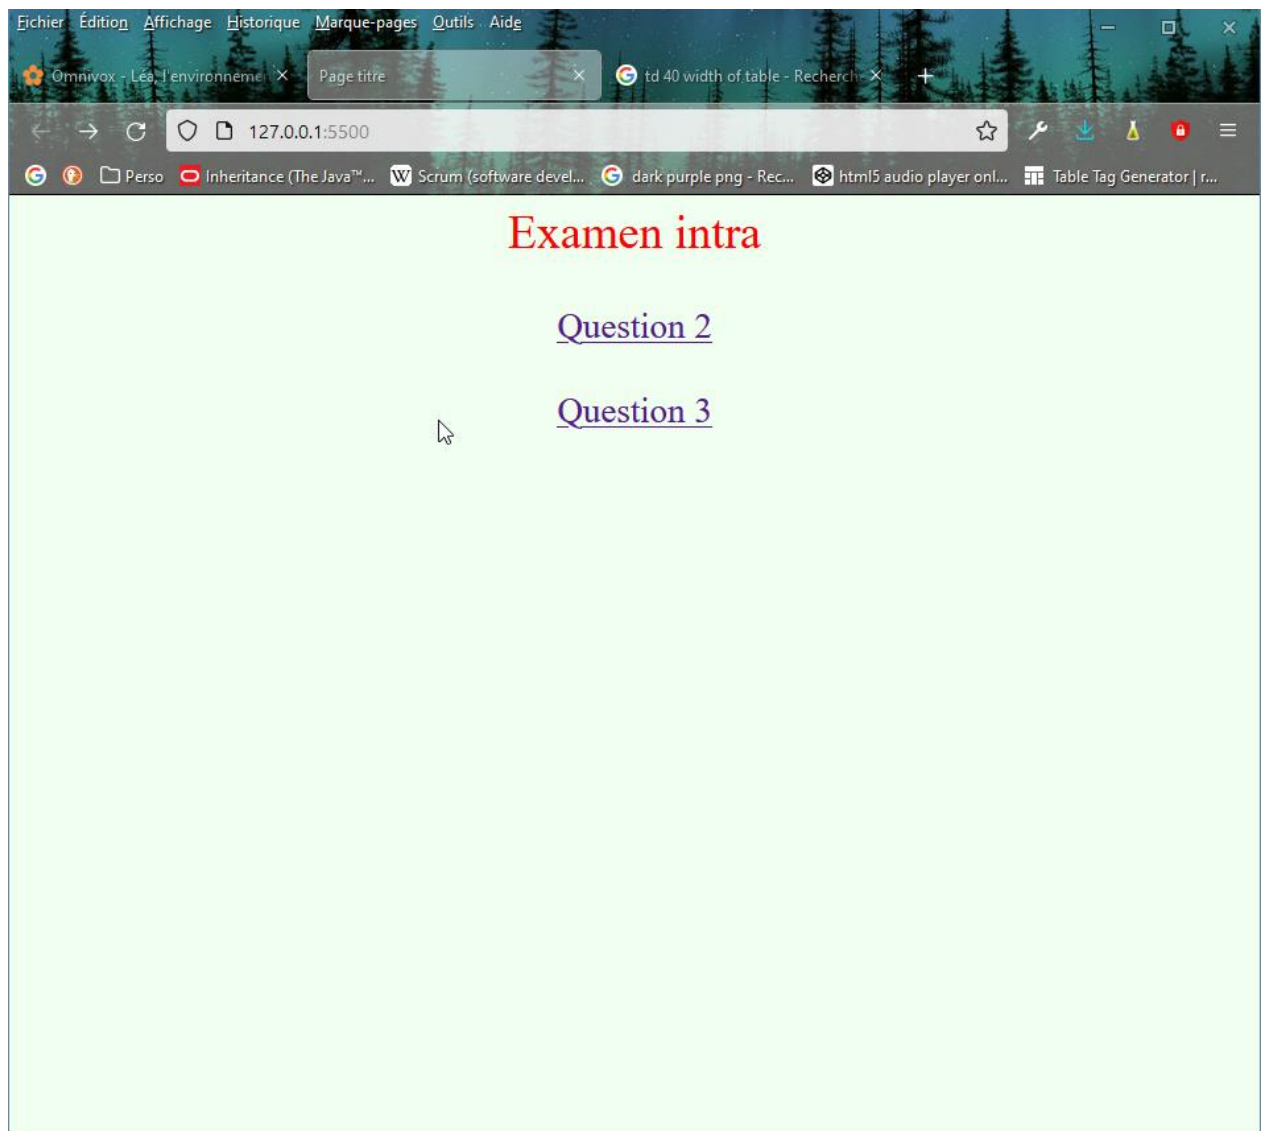 Fichier Édition Affichage Historique Marque-pages Outils Aide
Omnivox - Léa, l'environnemer Page titre td 40 width of table - Recherch
127.0.0.1:5500
Perso Inheritance (The Java™... Scrum (software devel... dark purple png - Rec... html5 audio player onl... Table Tag Generator | r...
Examen intra
Question 2
Question 3